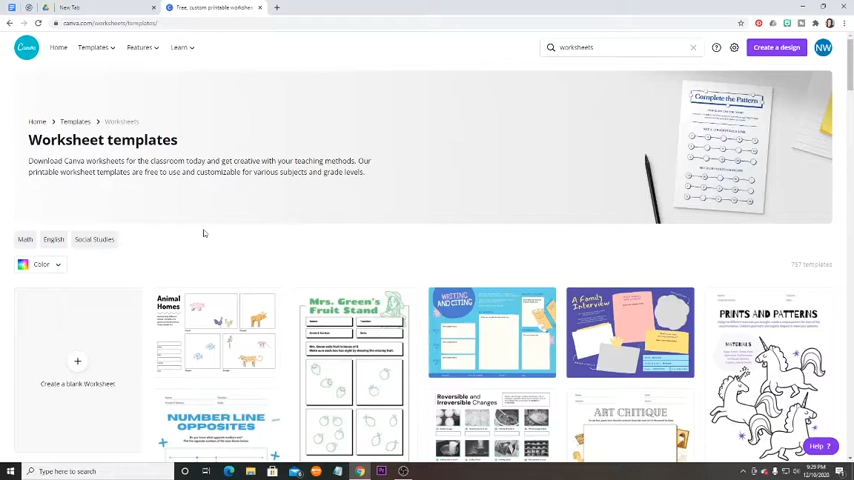 New Tab
Free, custom printable workshee
canva.com/worksheets/templates/
Canva
Home
Templates
Features
Learn
worksheets
Create a design
NW
Home > Templates > Worksheets
Worksheet templates
Download Canva worksheets for the classroom today and get creative with your teaching methods. Our
printable worksheet templates are free to use and customizable for various subjects and grade levels.
Complete the Pattern
Math
English
Social Studies
Color
757 templates
Create a blank Worksheet
Animal
Homes
NUMBER LINE
OPPOSITES
Mrs. Green's
Fruit Stand
WRITING
AND CITING
Reversible and
Irreversible Changes
A Family
Interview
ART CRITIQUE
PRINTS AND PATTERNS
MATERIALS
Help ?
Type here to search
9:29 PM
12/10/2020